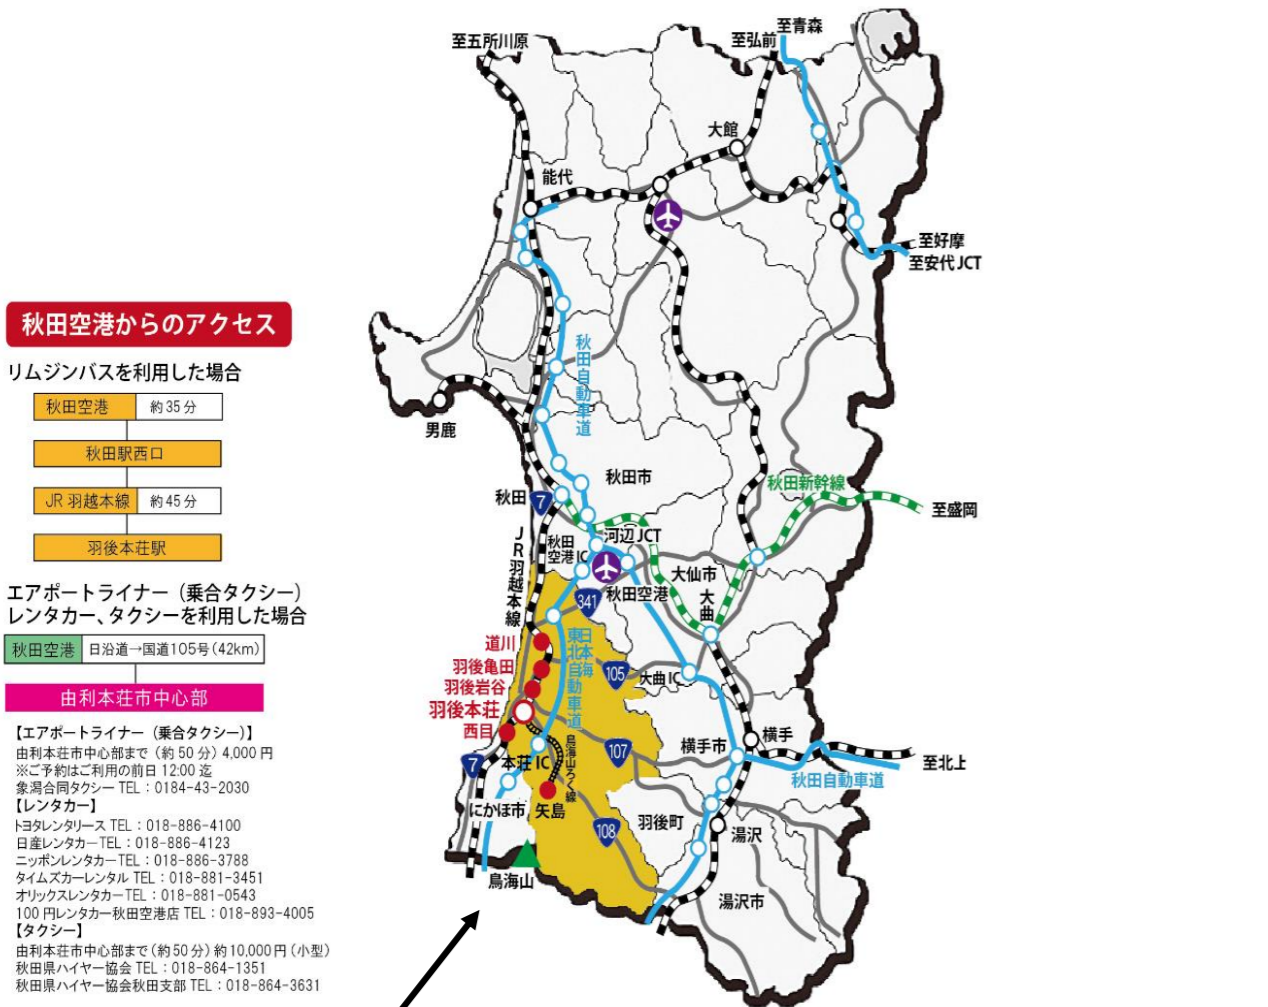 秋田空港からのアクセス
リムジンバスを利用した場合
秋田空港 約35分
秋田駅西口
JR 羽越本線 約45分
羽後本荘駅
エアポートライナー（乗合タクシー）
レンタカー、タクシーを利用した場合
秋田空港 日沿道→国道105号(42km)
由利本荘市中心部
【エアポートライナー（乗合タクシー）】
由利本荘市中心部まで（約50分）4,000円
※ご予約はご利用の前日 12:00 迄
象潟合同タクシー TEL：0184-43-2030
【レンタカー】
トヨタレンタリース TEL：018-886-4100
日産レンタカーTEL：018-886-4123
ニッポンレンタカーTEL：018-886-3788
タイムズカーレンタル TEL：018-881-3451
オリックスレンタカーTEL：018-881-0543
100円レンタカー秋田空港店 TEL：018-893-4005
【タクシー】
由利本荘市中心部まで（約50分）約10,000円（小型）
秋田県ハイヤー協会 TEL：018-864-1351
秋田県ハイヤー協会秋田支部 TEL：018-864-3631
至五所川原
至弘前
至青森
大館
能代
至好摩
至安代JCT
秋田自動車道
男鹿
秋田市
秋田新幹線
秋田
7
至盛岡
JR羽越本線
秋田
空港IC
河辺JCT
大仙市
秋田空港
大曲
341
日本海
東北自動車道
道川
羽後亀田
105
大曲IC
羽後岩谷
羽後本荘
西目
107
横手市
横手
7
本荘IC
鳥海山ろく線
至北上
秋田自動車道
にかほ市
矢島
108
羽後町
湯沢
鳥海山
湯沢市